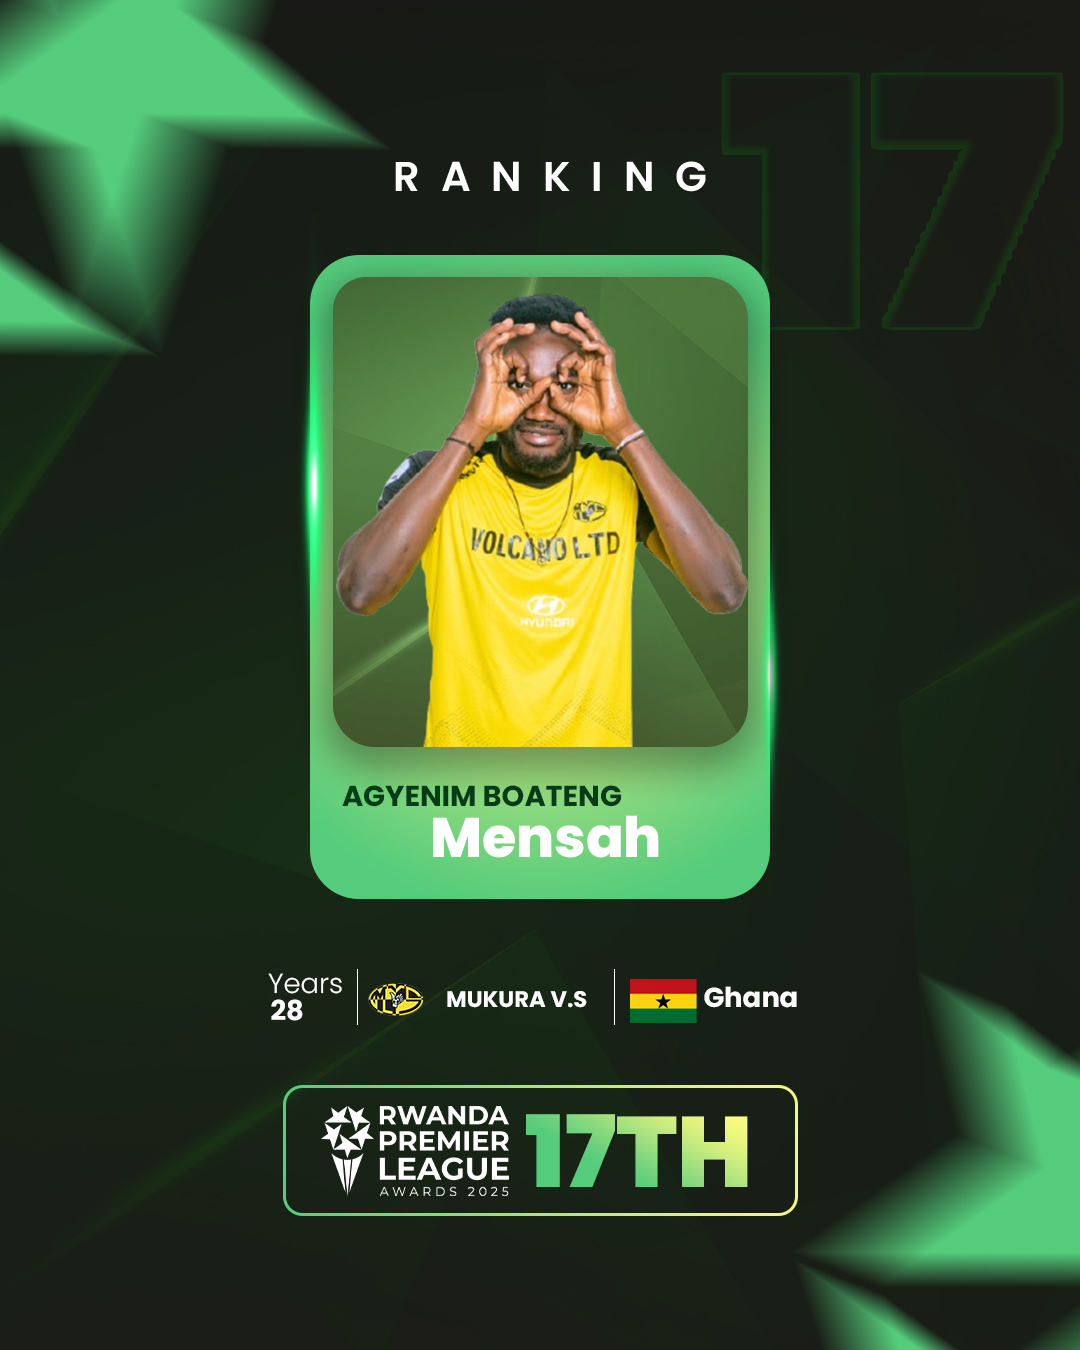 17
RANKING
VOLCANO LTD
HYUNDAI
AGYENIM BOATENG
Mensah
Years
28
MUKURA V.S
Ghana
RWANDA
PREMIER
LEAGUE
AWARDS 2025
17TH